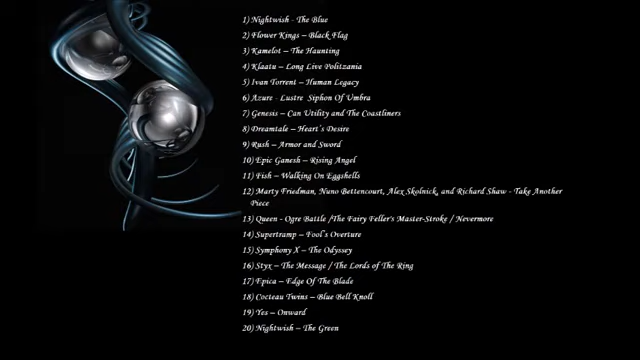 1) Nightwish - The Blue
2) Flower Kings – Black Flag
3) Kamelot – The Haunting
4) Klaatu – Long Live Politzania
5) Ivan Torrent – Human Legacy
6) Azure - Lustre Siphon Of Umbra
7) Genesis – Can Utility and The Coastliners
8) Dreamtale – Heart's Desire
9) Rush – Armor and Sword
10) Epic Ganesh – Rising Angel
11) Fish – Walking On Eggshells
12) Marty Friedman, Nuno Bettencourt, Alex Skolnick, and Richard Shaw - Take Another
Piece
13) Queen - Ogre Battle /The Fairy Feller's Master-Stroke / Nevermore
14) Supertramp – Fool's Overture
15) Symphony X – The Odyssey
16) Styx – The Message / The Lords of The Ring
17) Epica – Edge Of The Blade
18) Cocteau Twins – Blue Bell Knoll
19) Yes – Onward
20) Nightwish – The Green